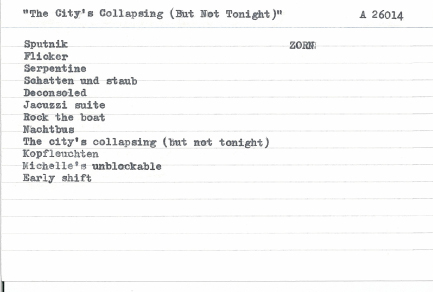 "The City's Collapsing (But Not Tonight)" A 26014
Sputnik ZORN
Flicker
Serpentine
Schatten und staub
Deconsoled
Jacuzzi suite
Rock the boat
Nachtbus
The city's collapsing (but not tonight)
Kopfleuchten
Michelle's unblockable
Early shift